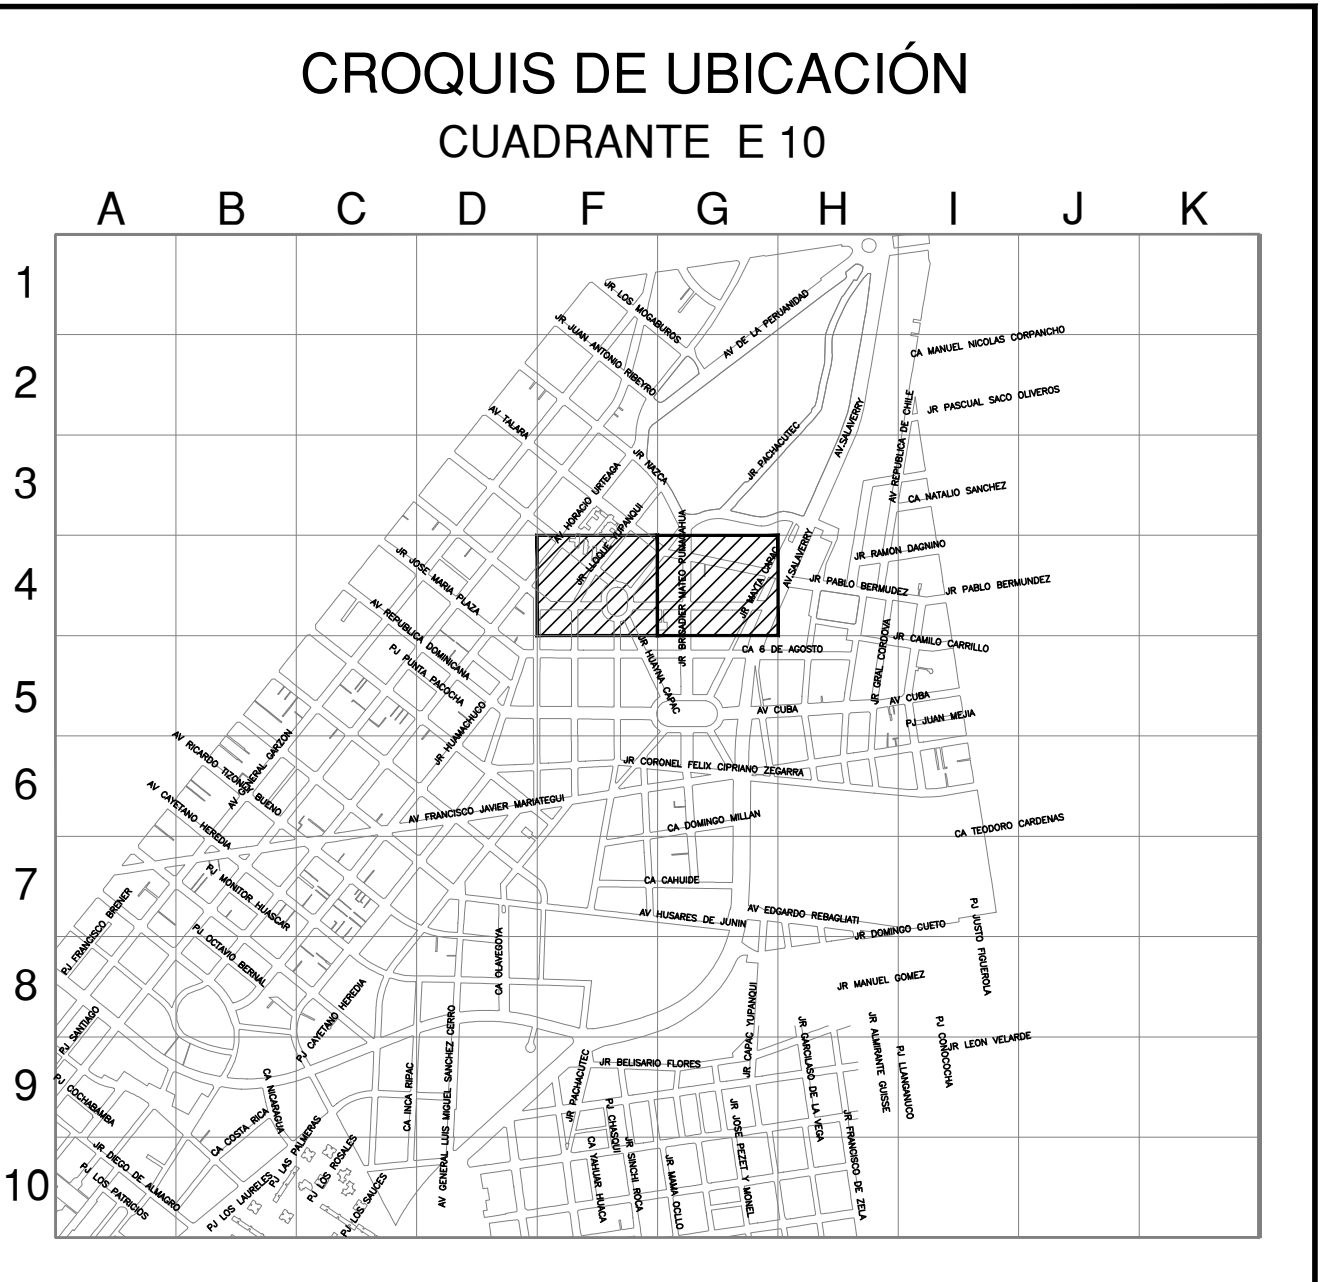 CROQUIS DE UBICACIÓN
CUADRANTE E 10
A B C D F G H I J K
1
JR LOS MOGABUROS
AV DE LA PERUANIDAD
JR JUAN ANTONIO RIBEYRO
CA MANUEL NICOLAS CORPANCHO
2
JR PASCUAL SACO OLIVEROS
AV TALARA
AV.SALAVERRY
AV REPUBLICA DE CHILE
JR PACHACUTEC
JR NAZCA
3
AV HORACIO URTEAGA
CA NATALIO SANCHEZ
JR LLOQUE YUPANQUI
JR BRIGADIER MATEO PUMACAHUA
JR MAYTA CAPAC
AV.SALAVERRY
JR RAMON DAGNINO
JR JOSE MARIA PLAZA
4
JR PABLO BERMUDEZ
JR PABLO BERMUNDEZ
AV REPUBLICA DOMINICANA
PJ PUNTA PACOCHA
JR HUAYNA CAPAC
CA 6 DE AGOSTO
JR GRAL CORDOVA
JR CAMILO CARRILLO
5
AV CUBA
AV CUBA
PJ JUAN MEJIA
JR HUAMACHUCO
AV RICARDO TIZON Y BUENO
AV GENERAL GARZON
JR CORONEL FELIX CIPRIANO ZEGARRA
6
AV CAYETANO HEREDIA
AV FRANCISCO JAVIER MARIATEGUI
CA DOMINGO MILLAN
CA TEODORO CARDENAS
7
PJ MONITOR HUASCAR
CA CAHUIDE
PJ FRANCISCO BRENER
AV HUSARES DE JUNIN
AV EDGARDO REBAGLIATI
JR DOMINGO CUETO
PJ JUSTO FIGUEROLA
PJ OCTAVIO BERNAL
CA OLAVEGOYA
8
JR MANUEL GOMEZ
PJ SANTIAGO
PJ CAYETANO HEREDIA
AV GENERAL LUIS MIGUEL SANCHEZ CERRO
JR CAPAC YUPANQUI
JR GARCILASO DE LA VEGA
JR ALMIRANTE GUISSE
PJ CONOCOCHA
JR LEON VELARDE
PJ LLANGANUCO
9
PJ COCHABAMBA
CA NICARAGUA
CA INCA RIPAC
JR PACHACUTEC
JR BELISARIO FLORES
CA COSTA RICA
PJ LAS PALMERAS
PJ CHASQUI
JR JOSE PEZET Y MONEL
JR FRANCISCO DE ZELA
10
JR DIEGO DE ALMAGRO
PJ LOS PATRICIOS
PJ LOS LAURELES
PJ LOS ROSALES
PJ LOS SAUCES
CA YAHUAR HUACA
JR SINCHI ROCA
JR MAMA OCLLO